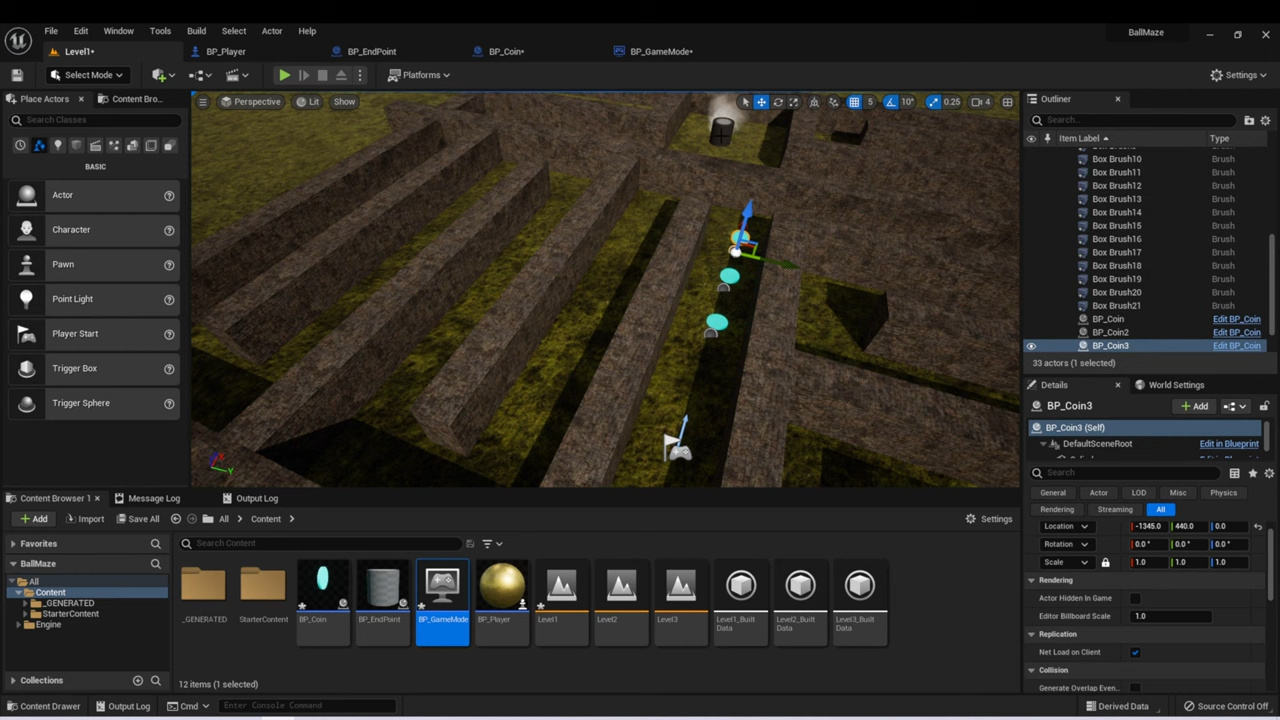 File Edit Window Tools Build Select Actor Help
BallMaze
Level1*
BP_Player
BP_EndPoint
BP_Coin*
BP_GameMode*
Select Mode
Platforms
Settings
Place Actors
Content Bro...
Perspective
Lit
Show
5
10°
0.25
4
Outliner
Search Classes
Search...
Item Label
Type
BASIC
Box Brush10 Brush
Box Brush11 Brush
Box Brush12 Brush
Box Brush13 Brush
Box Brush14 Brush
Box Brush15 Brush
Box Brush16 Brush
Box Brush17 Brush
Box Brush18 Brush
Box Brush19 Brush
Box Brush20 Brush
Box Brush21 Brush
BP_Coin Edit BP_Coin
BP_Coin2 Edit BP_Coin
BP_Coin3 Edit BP_Coin
33 actors (1 selected)
Actor
Character
Pawn
Point Light
Player Start
Trigger Box
Trigger Sphere
X
Y
Details
World Settings
BP_Coin3
Add
BP_Coin3 (Self)
DefaultSceneRoot Edit in Blueprint
Search
General Actor LOD Misc Physics
Rendering Streaming All
Location -1345.0 440.0 0.0
Rotation 0.0° 0.0° 0.0°
Scale 1.0 1.0 1.0
Rendering
Actor Hidden In Game
Editor Billboard Scale 1.0
Replication
Net Load on Client
Collision
Generate Overlap Even...
Content Browser 1
Message Log
Output Log
Add
Import
Save All
All
Content
Settings
Favorites
BallMaze
All
Content
_GENERATED
StarterContent
Engine
Collections
Search Content
_GENERATED
StarterContent
BP_Coin
BP_EndPoint
BP_GameMode
BP_Player
Level1
Level2
Level3
Level1_Built
Data
Level2_Built
Data
Level3_Built
Data
12 items (1 selected)
Content Drawer
Output Log
Cmd
Enter Console Command
Derived Data
Source Control Off